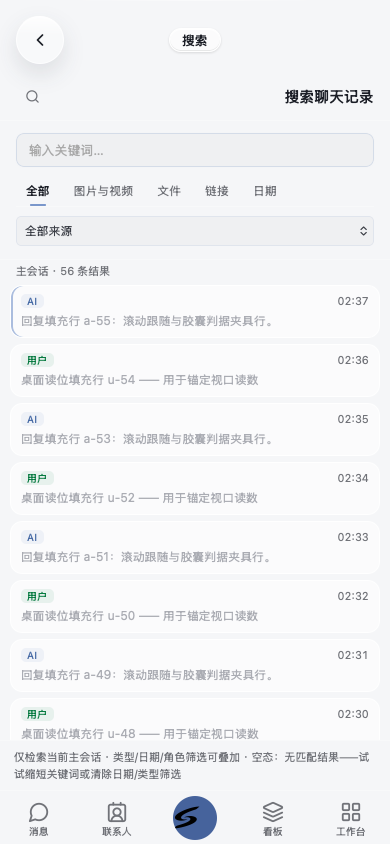 搜索
搜索聊天记录
输入关键词...
全部 图片与视频 文件 链接 日期
全部来源
主会话 · 56 条结果
AI 02:37
回复填充行 a-55：滚动跟随与胶囊判据夹具行。
用户 02:36
桌面读位填充行 u-54 —— 用于锚定视口读数
AI 02:35
回复填充行 a-53：滚动跟随与胶囊判据夹具行。
用户 02:34
桌面读位填充行 u-52 —— 用于锚定视口读数
AI 02:33
回复填充行 a-51：滚动跟随与胶囊判据夹具行。
用户 02:32
桌面读位填充行 u-50 —— 用于锚定视口读数
AI 02:31
回复填充行 a-49：滚动跟随与胶囊判据夹具行。
用户 02:30
桌面读位填充行 u-48 —— 用于锚定视口读数
仅检索当前主会话 · 类型/日期/角色筛选可叠加 · 空态：无匹配结果——试
试缩短关键词或清除日期/类型筛选
消息 联系人 看板 工作台